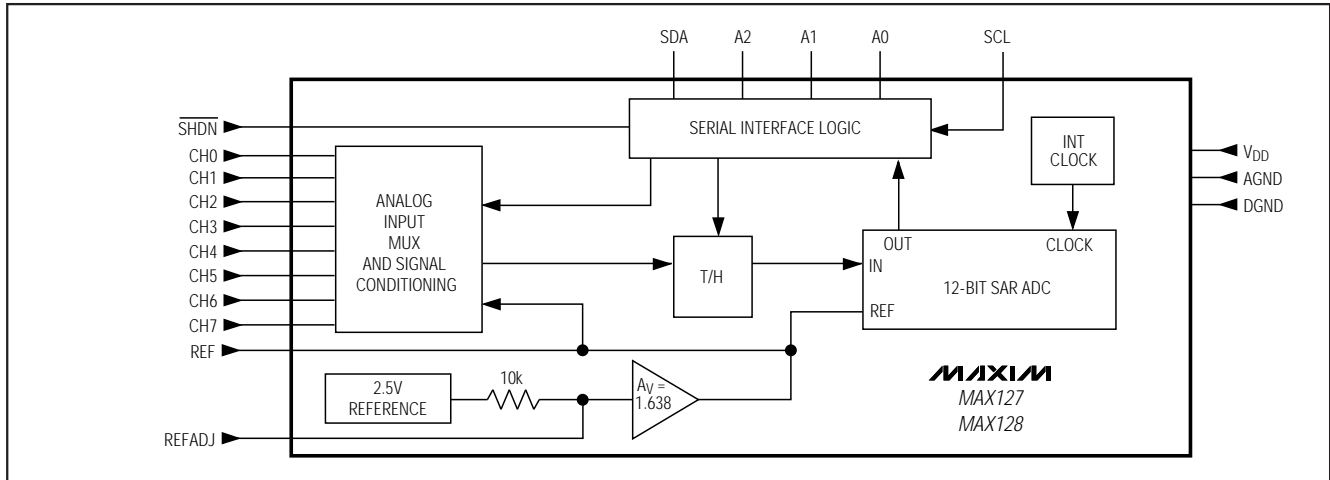 SDA A2 A1 A0 SCL
SHDN
SERIAL INTERFACE LOGIC
INT
CLOCK
CH0
CH1
CH2
CH3
CH4
CH5
CH6
CH7
REF
REFADJ
ANALOG
INPUT
MUX
AND SIGNAL
CONDITIONING
T/H
OUT CLOCK
IN
12-BIT SAR ADC
REF
VDD
AGND
DGND
2.5V
REFERENCE
10k
AV =
1.638
MAXIM
MAX127
MAX128